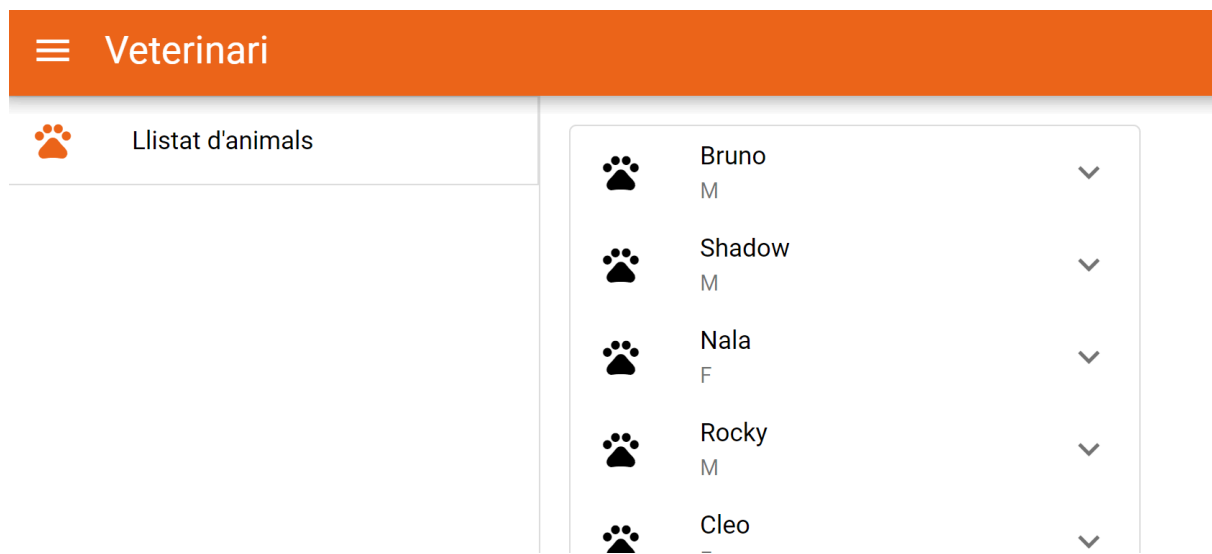 Veterinari
Llistat d'animals
Bruno
M
Shadow
M
Nala
F
Rocky
M
Cleo